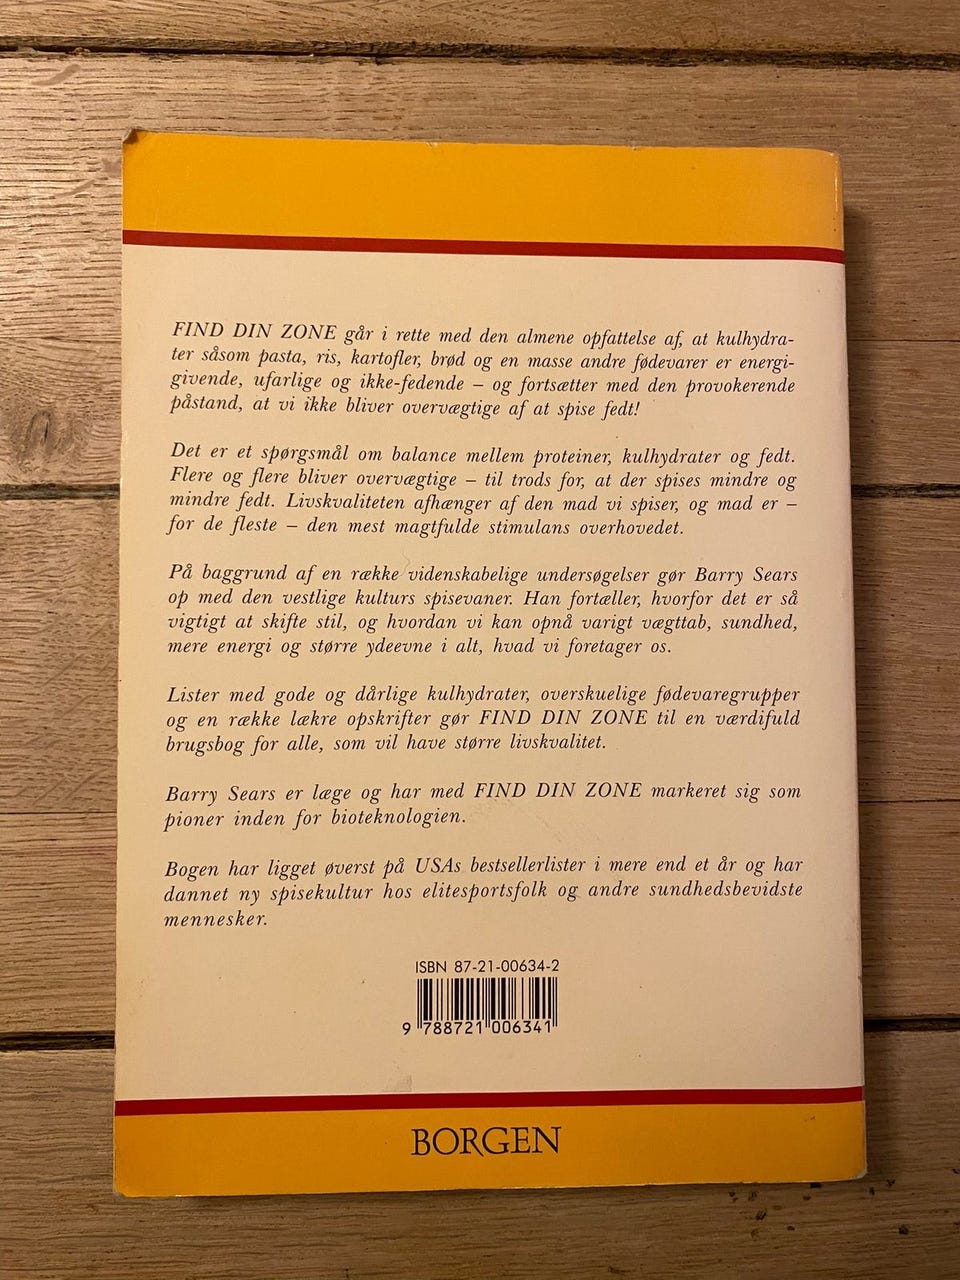 FIND DIN ZONE går i rette med den almene opfattelse af, at kulhydra-
ter såsom pasta, ris, kartofler, brød og en masse andre fødevarer er energi-
givende, ufarlige og ikke-fedende – og fortsætter med den provokerende
påstand, at vi ikke bliver overvægtige af at spise fedt!
Det er et spørgsmål om balance mellem proteiner, kulhydrater og fedt.
Flere og flere bliver overvægtige – til trods for, at der spises mindre og
mindre fedt. Livskvaliteten afhænger af den mad vi spiser, og mad er –
for de fleste – den mest magtfulde stimulans overhovedet.
På baggrund af en række videnskabelige undersøgelser gør Barry Sears
op med den vestlige kulturs spisevaner. Han fortæller, hvorfor det er så
vigtigt at skifte stil, og hvordan vi kan opnå varigt vægttab, sundhed,
mere energi og større ydeevne i alt, hvad vi foretager os.
Lister med gode og dårlige kulhydrater, overskuelige fødevaregrupper
og en række lækre opskrifter gør FIND DIN ZONE til en værdifuld
brugsbog for alle, som vil have større livskvalitet.
Barry Sears er læge og har med FIND DIN ZONE markeret sig som
pioner inden for bioteknologien.
Bogen har ligget øverst på USAs bestsellerlister i mere end et år og har
dannet ny spisekultur hos elitesportsfolk og andre sundhedsbevidste
mennesker.
ISBN 87-21-00634-2
9 788721 006341
BORGEN